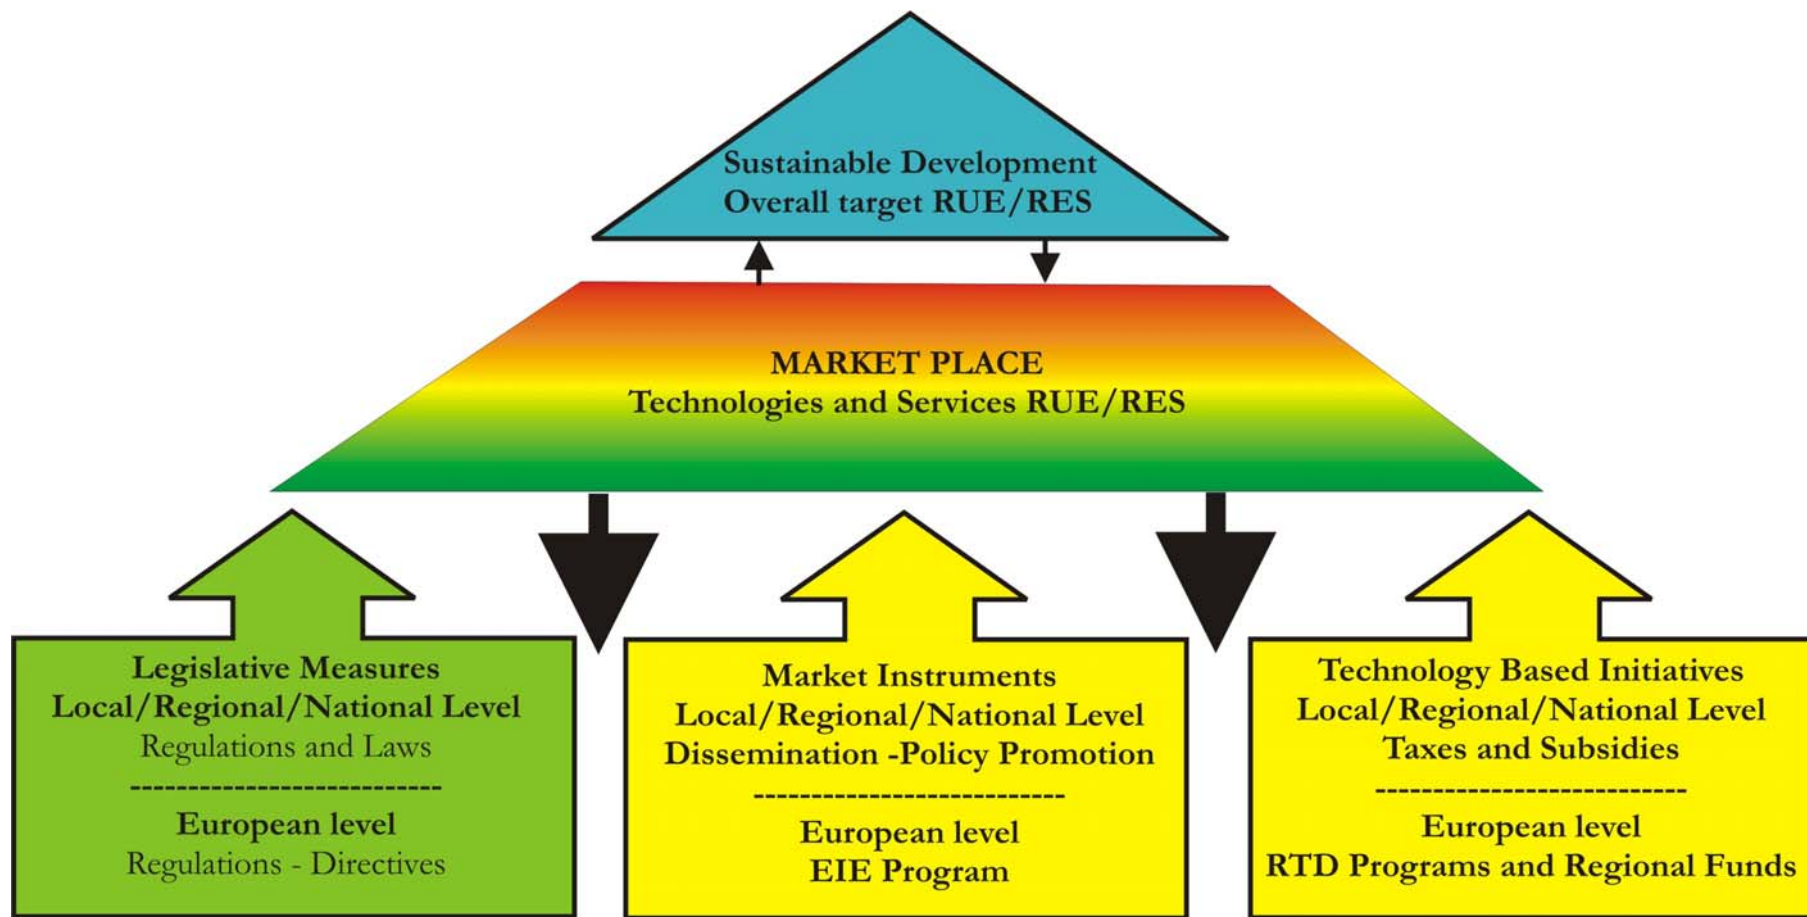 Sustainable Development
Overall target RUE/RES
MARKET PLACE
Technologies and Services RUE/RES
Legislative Measures
Local/Regional/National Level
Regulations and Laws
---------------------------
European level
Regulations - Directives
Market Instruments
Local/Regional/National Level
Dissemination -Policy Promotion
---------------------------
European level
EIE Program
Technology Based Initiatives
Local/Regional/National Level
Taxes and Subsidies
---------------------------
European level
RTD Programs and Regional Funds